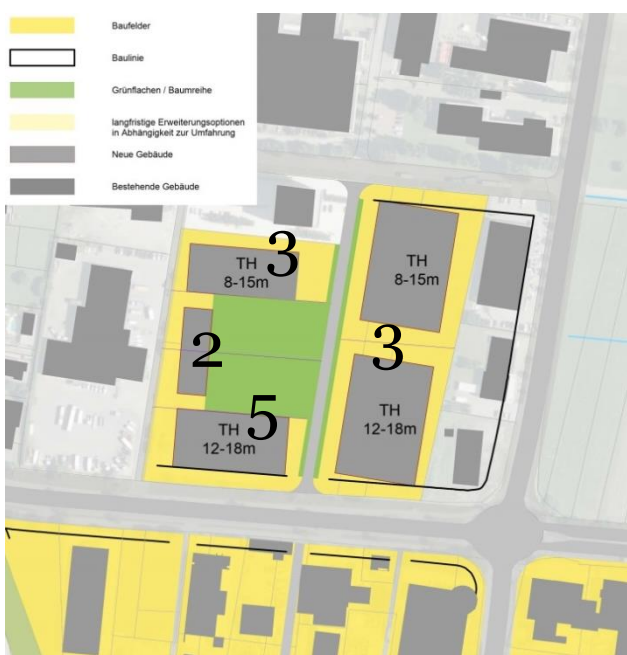 Baufelder
Baulinie
Grünflachen / Baumreihe
langfristige Erweiterungsoptionen
in Abhängigkeit zur Umfahrung
Neue Gebäude
Bestehende Gebäude
3
TH
8-15m
TH
8-15m
2
3
5
TH
12-18m
TH
12-18m